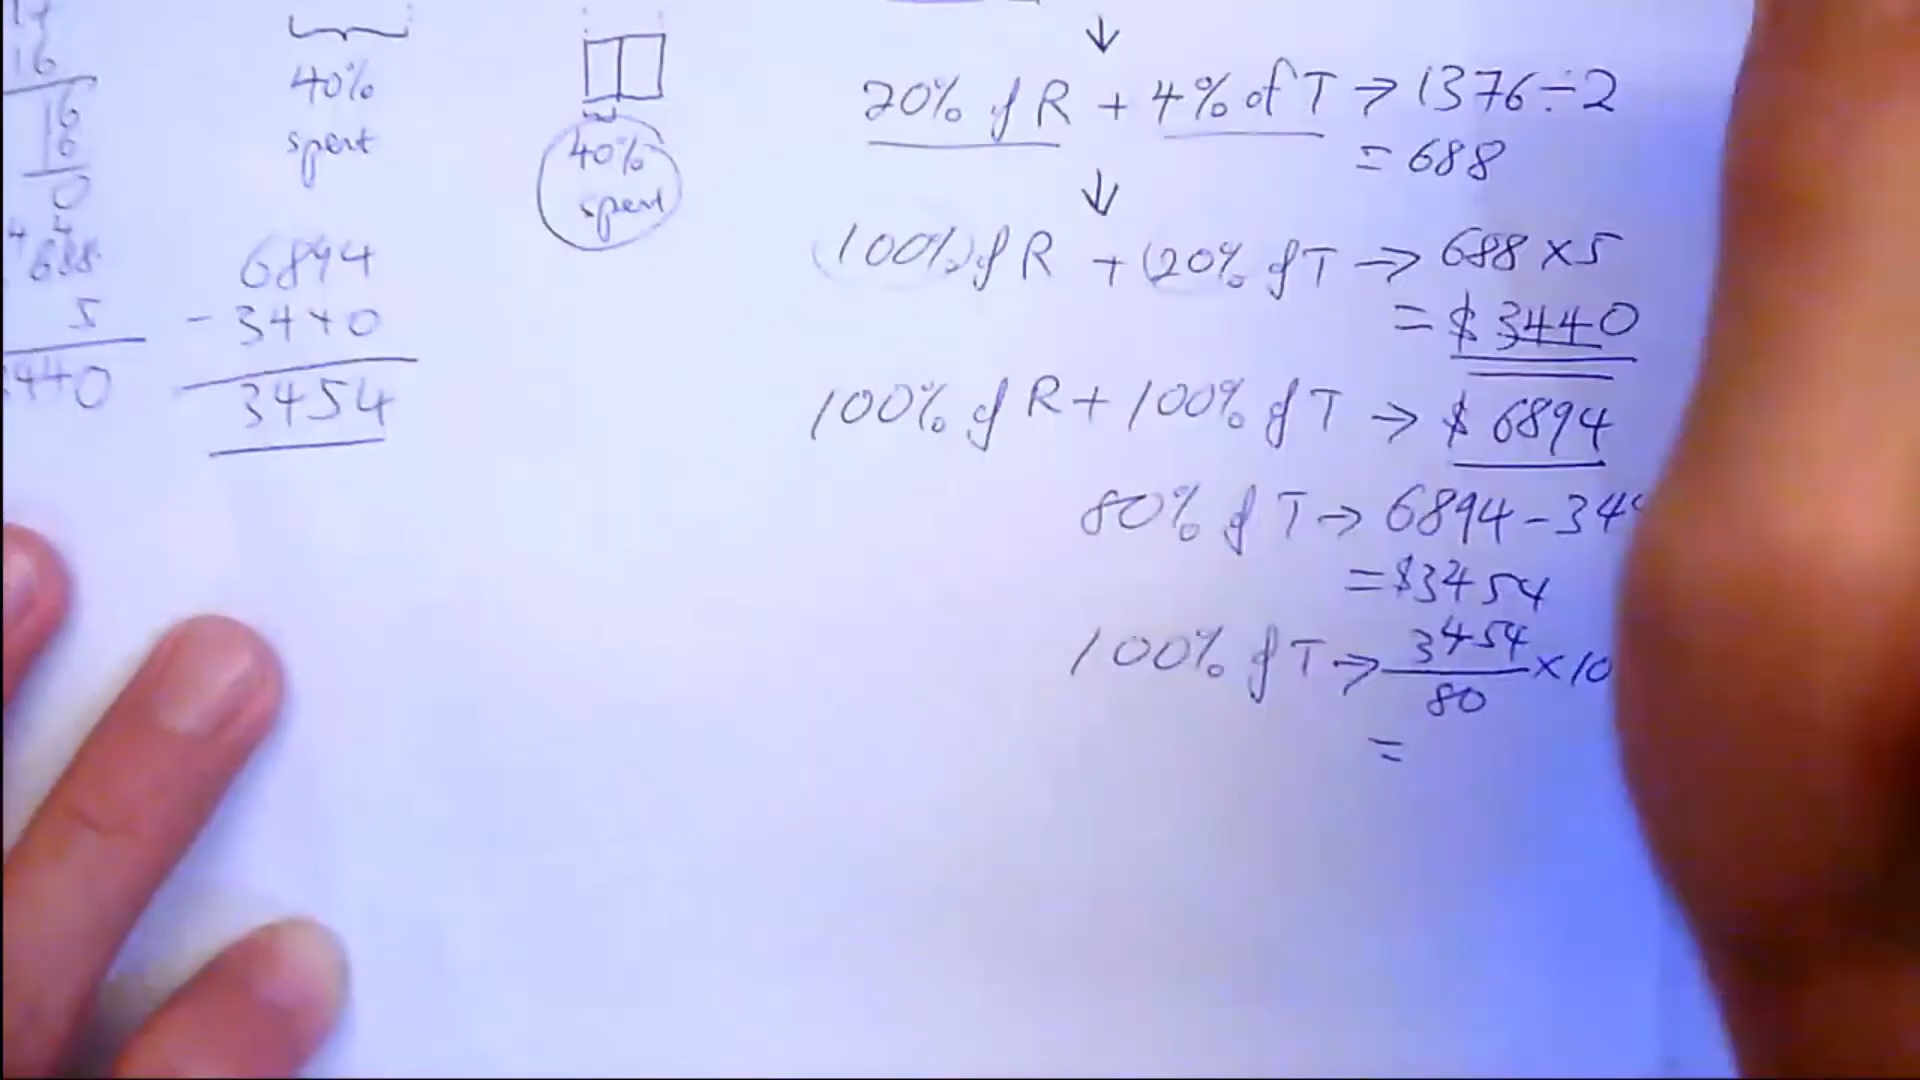 16
16
16
0
4 4
688
5
440
40%
spent
6894
- 3440
3454
40%
spent
↓
20% of R + 4% of T → 1376 ÷ 2
= 688
↓
(100%) of R + (20% of T → 688 × 5
= $3440
100% of R + 100% of T → $6894
80% of T → 6894 - 34
= $3454
100% of T → 3454/80 × 10
=